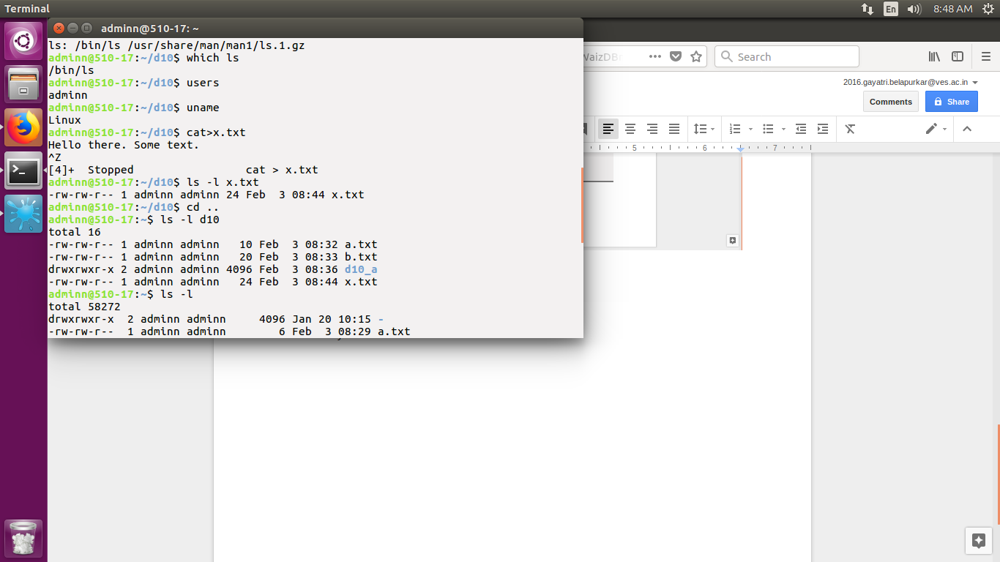 Terminal
En
8:48 AM
adminn@510-17: ~
ls: /bin/ls /usr/share/man/man1/ls.1.gz
adminn@510-17:~/d10$ which ls
/bin/ls
adminn@510-17:~/d10$ users
adminn
adminn@510-17:~/d10$ uname
Linux
adminn@510-17:~/d10$ cat>x.txt
Hello there. Some text.
^Z
[4]+  Stopped                 cat > x.txt
adminn@510-17:~/d10$ ls -l x.txt
-rw-rw-r-- 1 adminn adminn 24 Feb  3 08:44 x.txt
adminn@510-17:~/d10$ cd ..
adminn@510-17:~$ ls -l d10
total 16
-rw-rw-r-- 1 adminn adminn   10 Feb  3 08:32 a.txt
-rw-rw-r-- 1 adminn adminn   20 Feb  3 08:33 b.txt
drwxrwxr-x 2 adminn adminn 4096 Feb  3 08:36 d10_a
-rw-rw-r-- 1 adminn adminn   24 Feb  3 08:44 x.txt
adminn@510-17:~$ ls -l
total 58272
drwxrwxr-x  2 adminn adminn     4096 Jan 20 10:15 -
-rw-rw-r--  1 adminn adminn        6 Feb  3 08:29 a.txt
WaizDBr
Search
2016.gayatri.belapurkar@ves.ac.in
Comments
Share
5 6 7